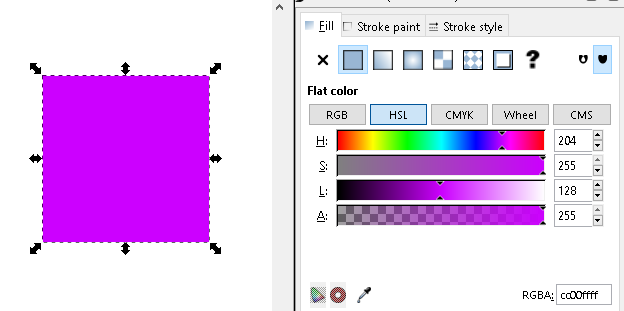 Fill Stroke paint Stroke style
Flat color
RGB HSL CMYK Wheel CMS
H: 204
S: 255
L: 128
A: 255
RGBA: cc00ffff